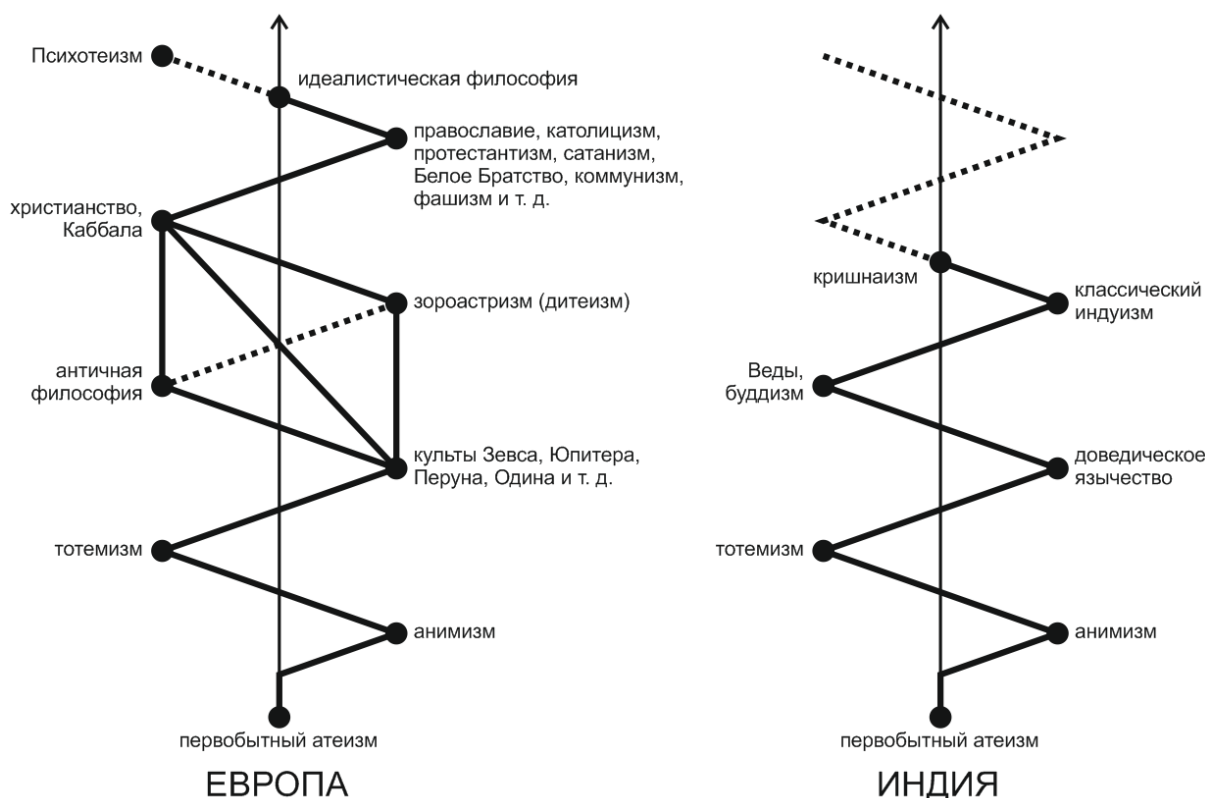 Психотеизм
идеалистическая философия
православие, католицизм,
протестантизм, сатанизм,
Белое Братство, коммунизм,
фашизм и т. д.
христианство,
Каббала
зороастризм (дитеизм)
античная
философия
культы Зевса, Юпитера,
Перуна, Одина и т. д.
тотемизм
анимизм
первобытный атеизм
ЕВРОПА
кришнаизм
классический
индуизм
Веды,
буддизм
доведическое
язычество
тотемизм
анимизм
первобытный атеизм
ИНДИЯ